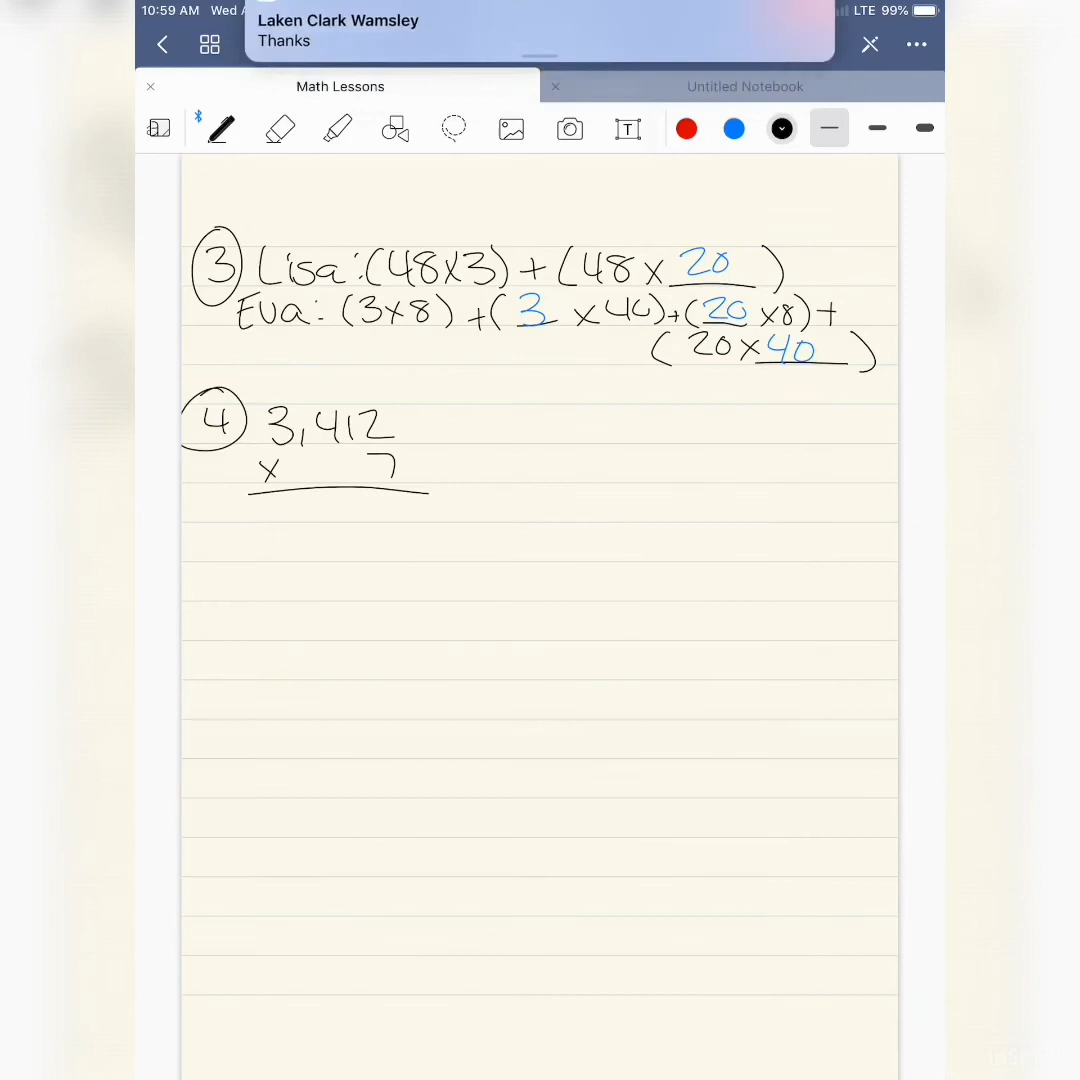 10:59 AM Wed
Laken Clark Wamsley
Thanks
LTE 99%
Math Lessons
Untitled Notebook
T
3 Lisa: (48x3) + (48 x 20 )
Eva: (3x8) + ( 3 x 40) + (20 x8) +
( 20 x 40 )
4 3,412
x 7